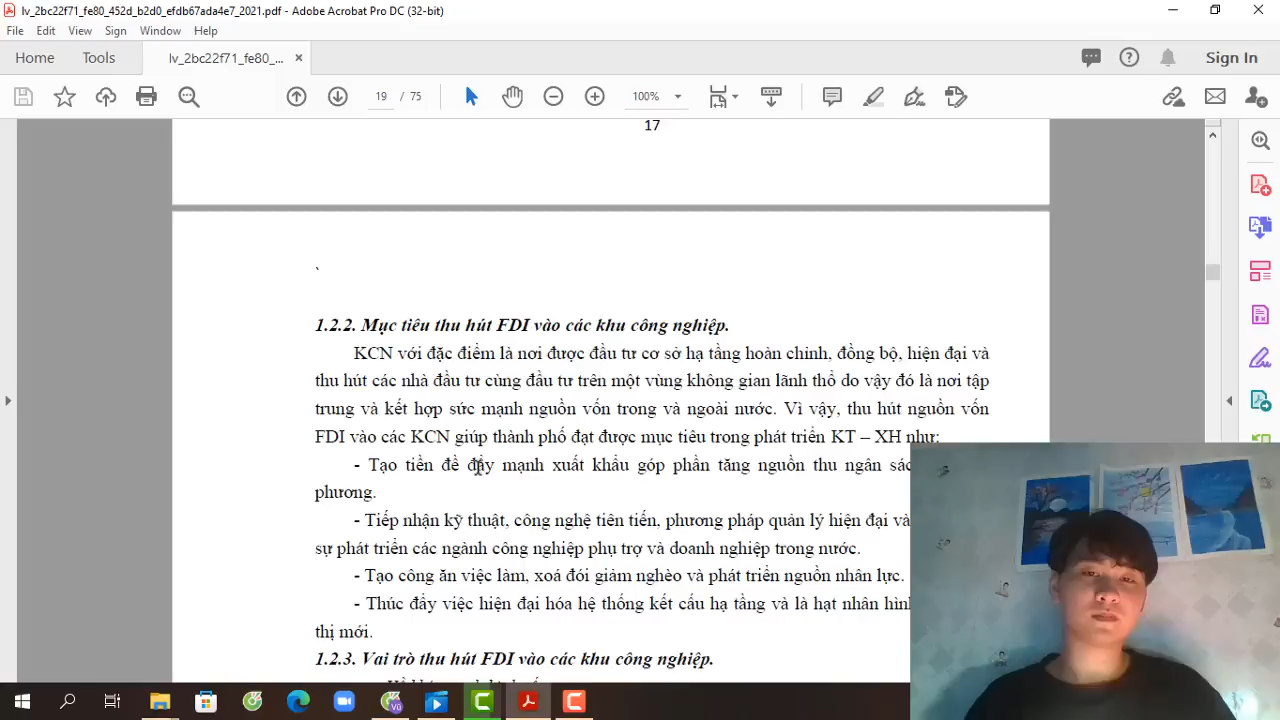 lv_2bc22f71_fe80_452d_b2d0_efdb67ada4e7_2021.pdf - Adobe Acrobat Pro DC (32-bit)
File Edit View Sign Window Help
Home Tools lv_2bc22f71_fe80_... Sign In
19 / 75 100%
17
1.2.2. Mục tiêu thu hút FDI vào các khu công nghiệp.
KCN với đặc điểm là nơi được đầu tư cơ sở hạ tầng hoàn chỉnh, đồng bộ, hiện đại và
thu hút các nhà đầu tư cùng đầu tư trên một vùng không gian lãnh thổ do vậy đó là nơi tập
trung và kết hợp sức mạnh nguồn vốn trong và ngoài nước. Vì vậy, thu hút nguồn vốn
FDI vào các KCN giúp thành phố đạt được mục tiêu trong phát triển KT – XH như:
- Tạo tiền đề đẩy mạnh xuất khẩu góp phần tăng nguồn thu ngân sác
phương.
- Tiếp nhận kỹ thuật, công nghệ tiên tiến, phương pháp quản lý hiện đại và
sự phát triển các ngành công nghiệp phụ trợ và doanh nghiệp trong nước.
- Tạo công ăn việc làm, xoá đói giảm nghèo và phát triển nguồn nhân lực.
- Thúc đẩy việc hiện đại hóa hệ thống kết cấu hạ tầng và là hạt nhân hình
thị mới.
1.2.3. Vai trò thu hút FDI vào các khu công nghiệp.